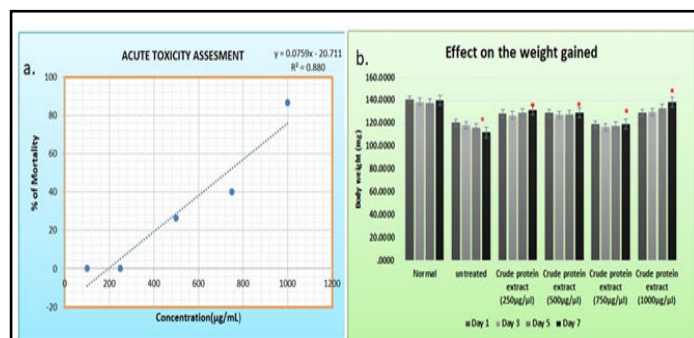 a.
ACUTE TOXICITY ASSESMENT
y = 0.0759x - 20.711
R² = 0.880
% of Mortality
100
80
60
40
20
0
-20
0 200 400 600 800 1000 1200
Concentration(µg/mL)
b.
Effect on the weight gained
Body weight (mg)
160.0000
140.0000
120.0000
100.0000
80.0000
60.0000
40.0000
20.0000
.0000
Normal
untreated
Crude protein
extract
(250µg/µl)
Crude protein
extract
(500µg/µl)
Crude protein
extract
(750µg/µl)
Crude protein
extract
(1000µg/µl)
Day 1 Day 3 Day 5 Day 7